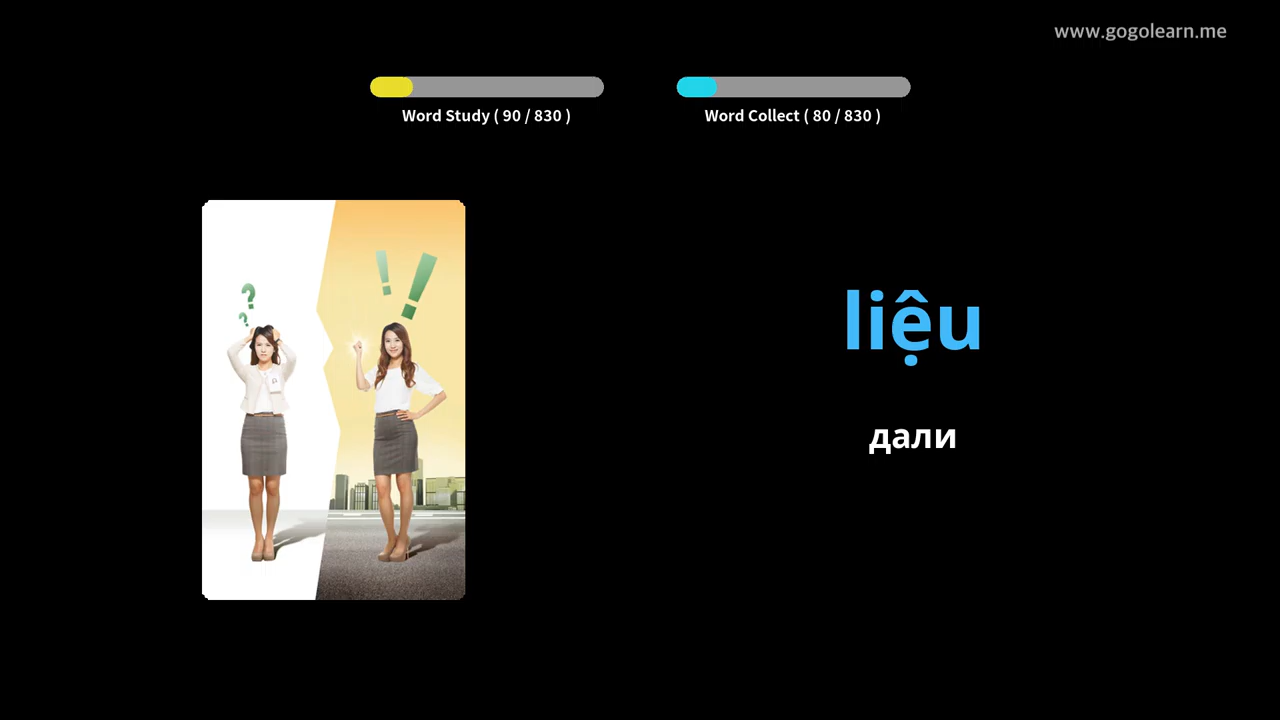 www.gogolearn.me
Word Study ( 90 / 830 )
Word Collect ( 80 / 830 )
? ?
! !
liệu
дали